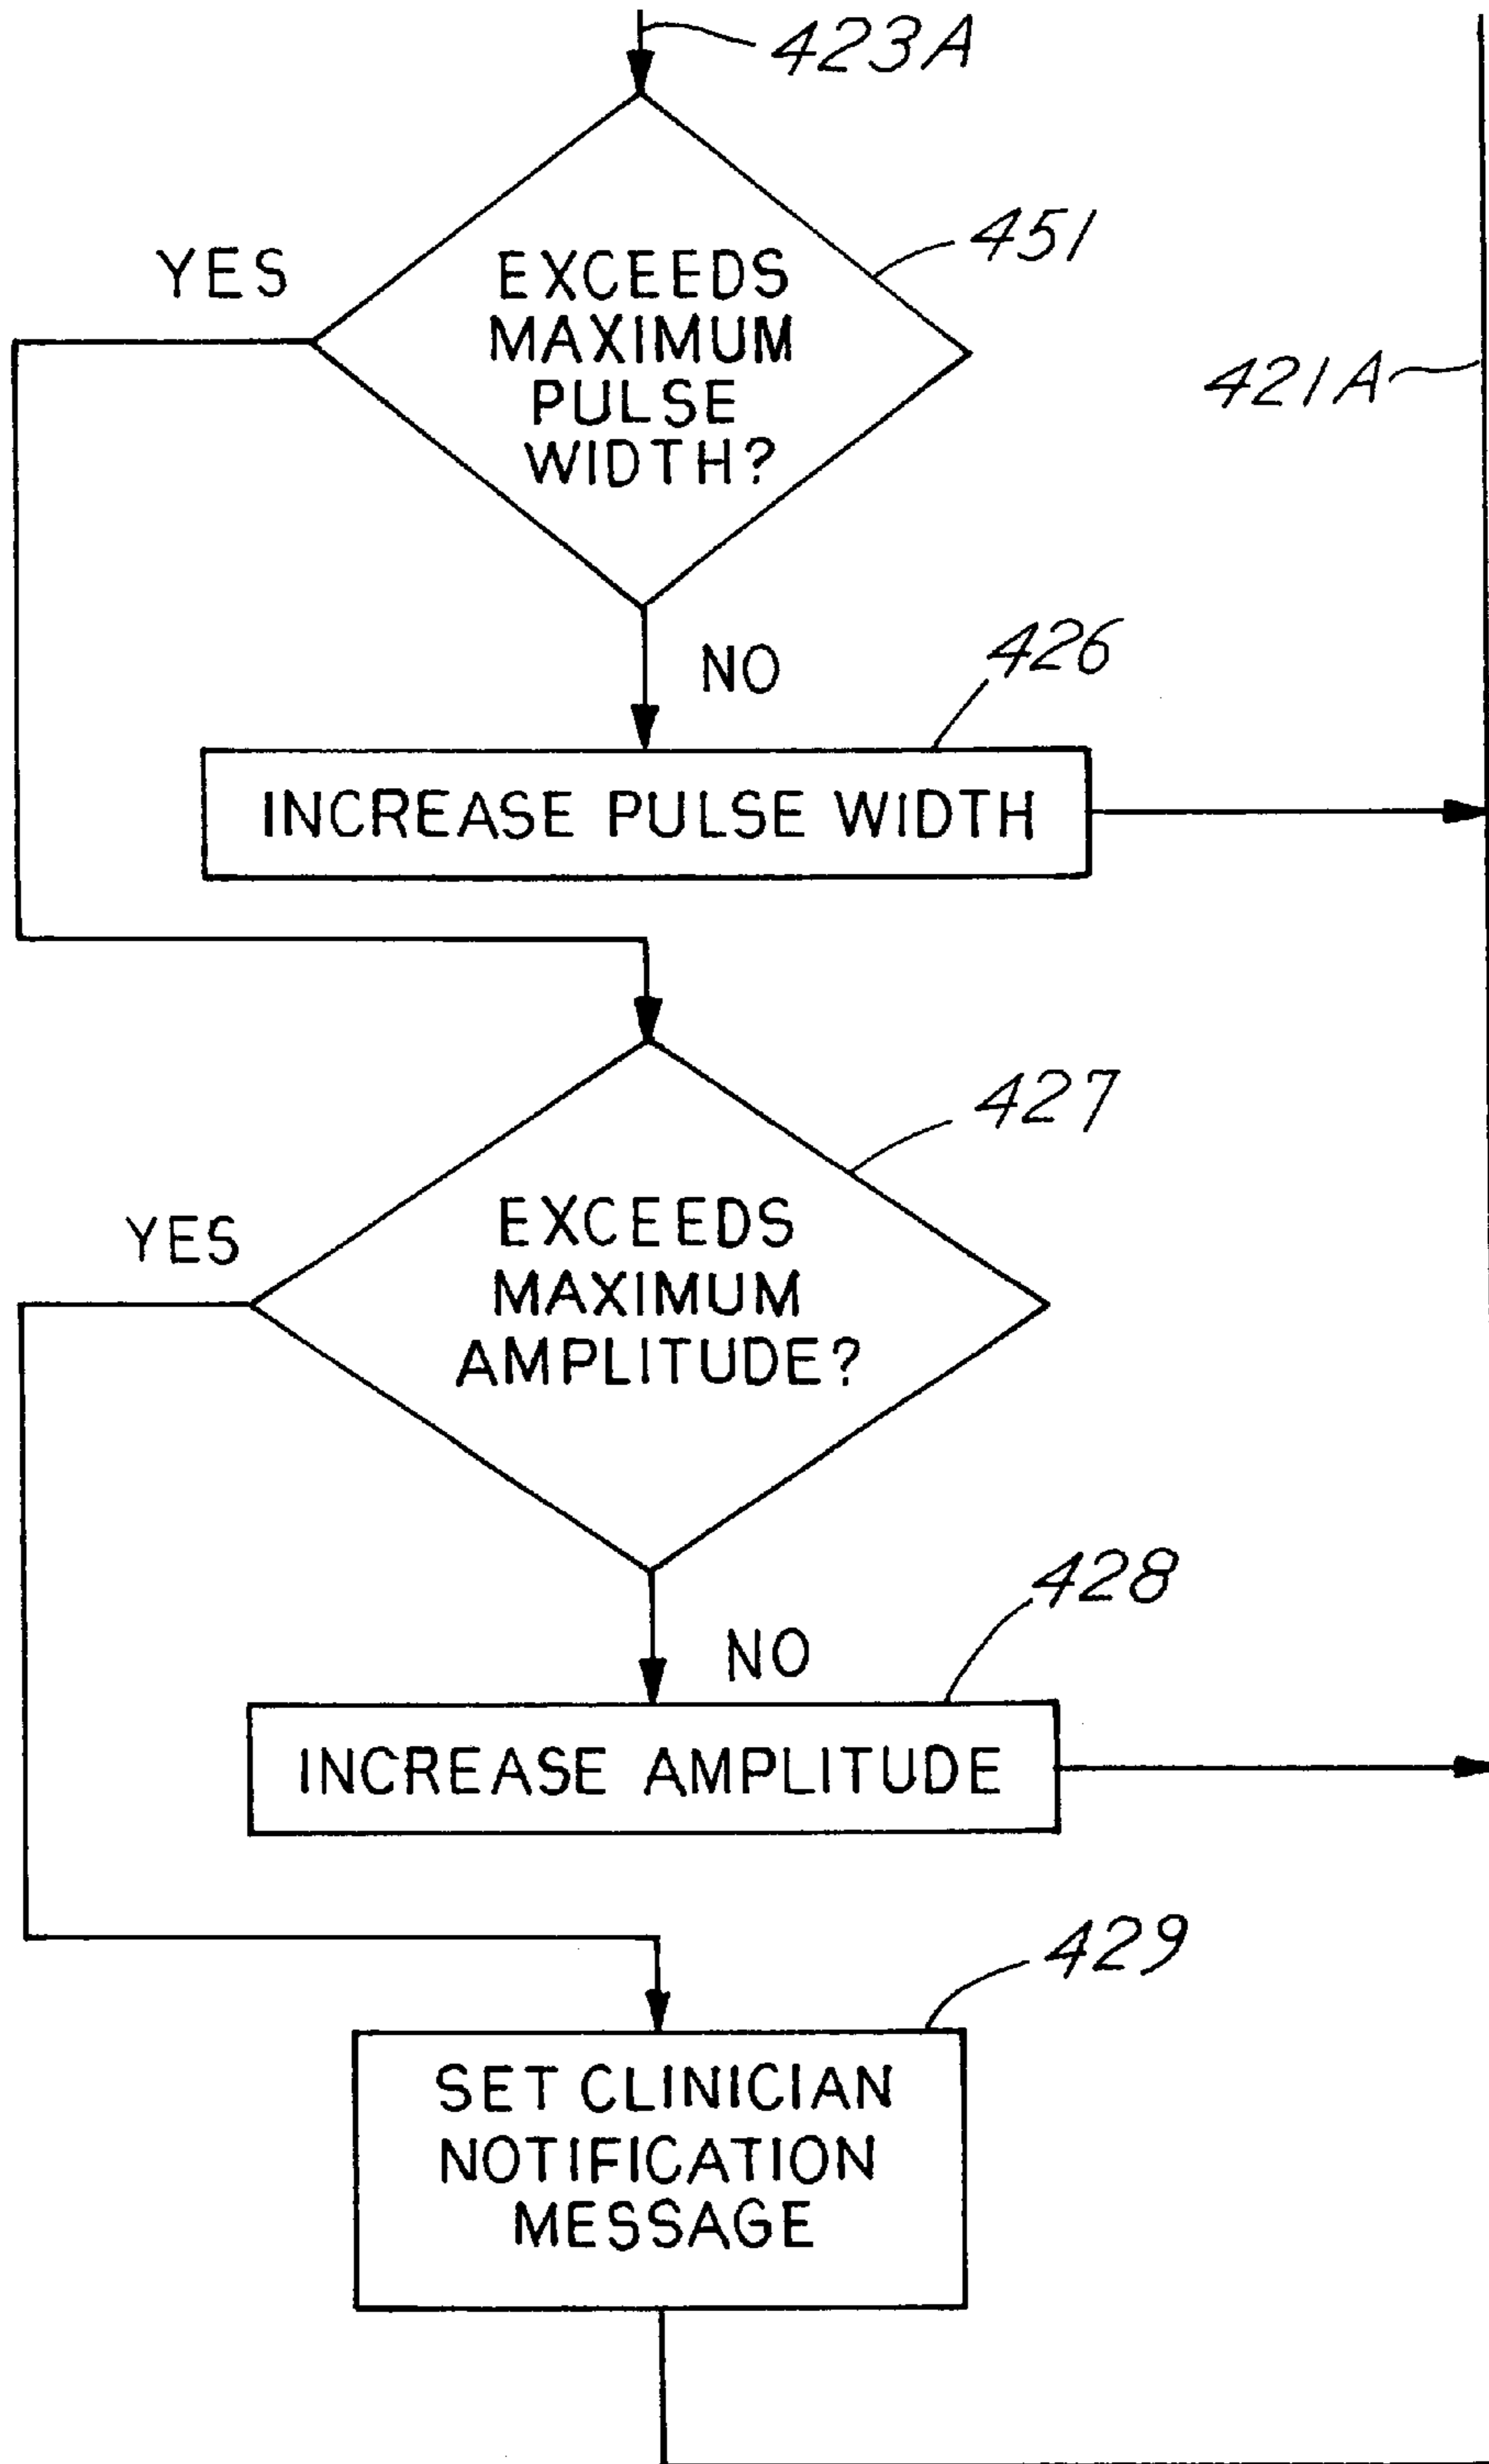 423A
451
YES
EXCEEDS
MAXIMUM
PULSE
WIDTH?
421A
NO
426
INCREASE PULSE WIDTH
427
YES
EXCEEDS
MAXIMUM
AMPLITUDE?
428
NO
INCREASE AMPLITUDE
429
SET CLINICIAN
NOTIFICATION
MESSAGE